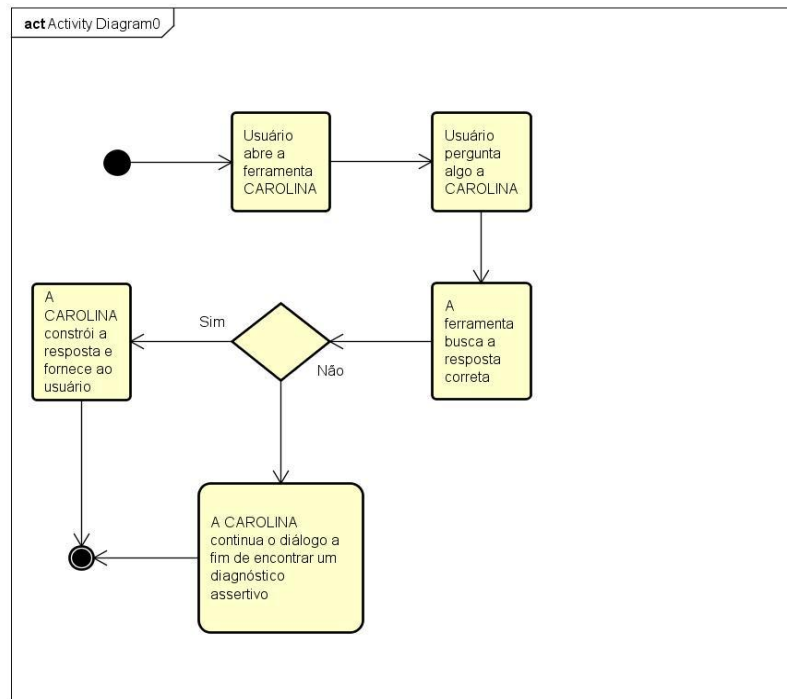 act Activity Diagram0
Usuário
abre a
ferramenta
CAROLINA
Usuário
pergunta
algo a
CAROLINA
A
ferramenta
busca a
resposta
correta
Não
Sim
A
CAROLINA
constrói a
resposta e
fornece ao
usuário
A CAROLINA
continua o diálogo a
fim de encontrar um
diagnóstico
assertivo